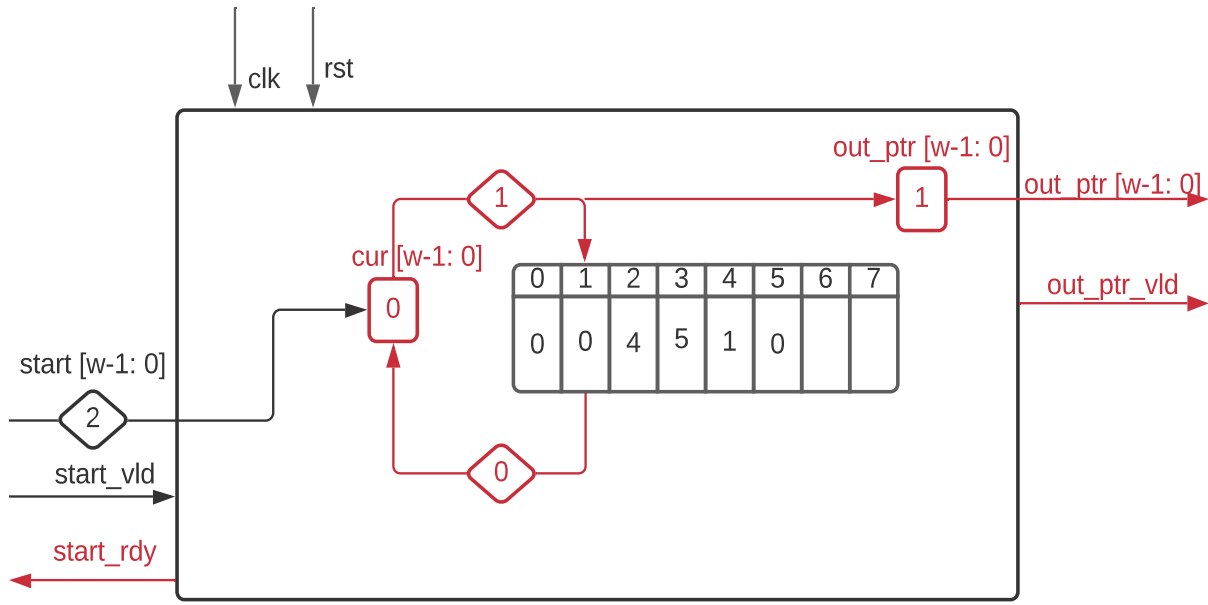 clk
rst
out_ptr [w-1: 0]
out_ptr [w-1: 0]
1
1
cur [w-1: 0]
0
0 1 2 3 4 5 6 7
0 0 4 5 1 0
out_ptr_vld
start [w-1: 0]
2
0
start_vld
start_rdy